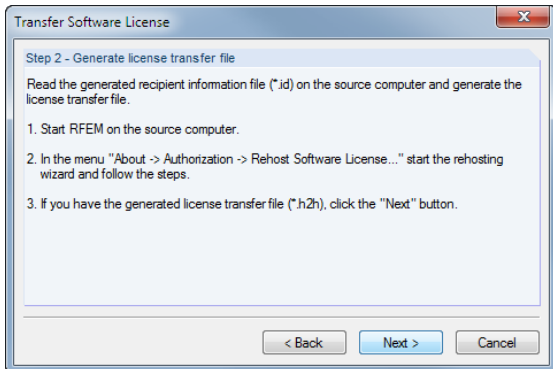 Transfer Software License
Step 2 - Generate license transfer file
Read the generated recipient information file (*.id) on the source computer and generate the
license transfer file.
1. Start RFEM on the source computer.
2. In the menu "About -> Authorization -> Rehost Software License..." start the rehosting
wizard and follow the steps.
3. If you have the generated license transfer file (*.h2h), click the "Next" button.
< Back
Next >
Cancel